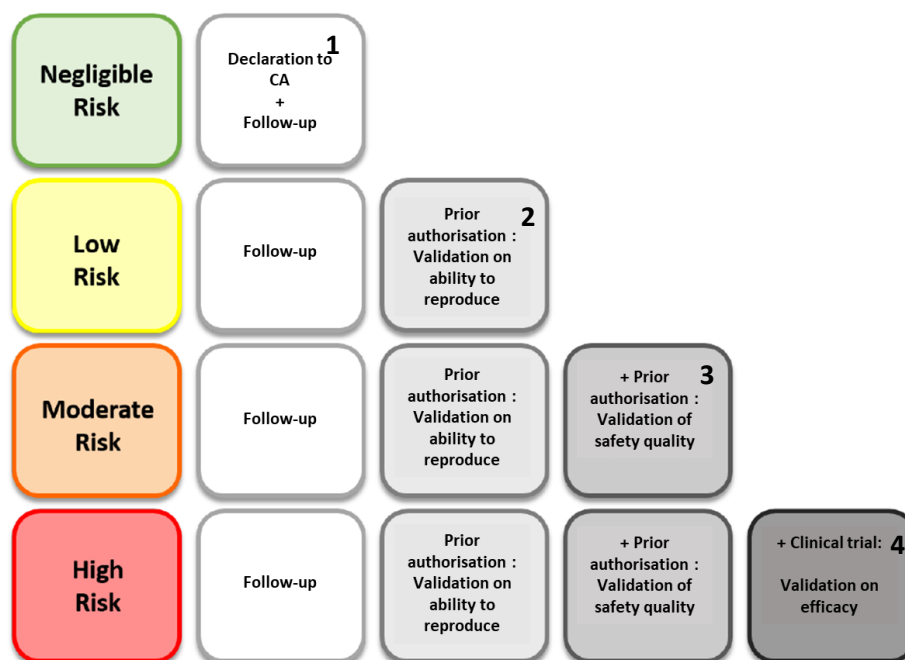 Negligible
Risk
Declaration to
CA
+
Follow-up
1
Low
Risk
Follow-up
Prior
authorisation :
Validation on
ability to
reproduce
2
Moderate
Risk
Follow-up
Prior
authorisation :
Validation on
ability to
reproduce
+ Prior
authorisation :
Validation of
safety quality
3
High
Risk
Follow-up
Prior
authorisation :
Validation on
ability to
reproduce
+ Prior
authorisation :
Validation of
safety quality
+ Clinical trial:
Validation on
efficacy
4